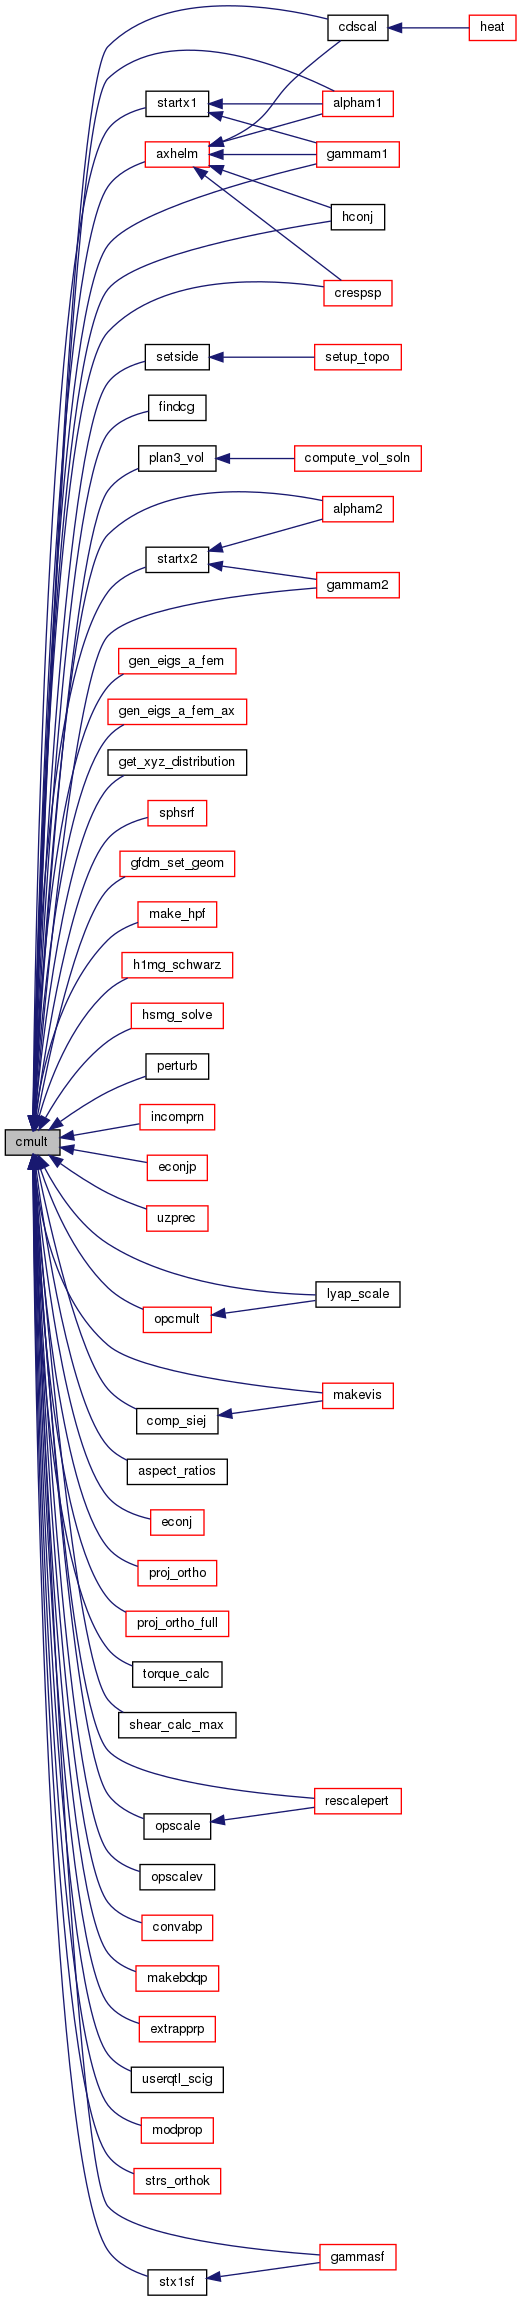 cdscal
heat
startx1
alpham1
axhelm
gammam1
hconj
crespsp
setside
setup_topo
findcg
plan3_vol
compute_vol_soln
alpham2
startx2
gammam2
gen_eigs_a_fem
gen_eigs_a_fem_ax
get_xyz_distribution
sphsrf
gfdm_set_geom
make_hpf
h1mg_schwarz
hsmg_solve
perturb
incomprn
cmult
econjp
uzprec
lyap_scale
opcmult
makevis
comp_siej
aspect_ratios
econj
proj_ortho
proj_ortho_full
torque_calc
shear_calc_max
rescalepert
opscale
opscalev
convabp
makebdqp
extrapprp
userqtl_scig
modprop
strs_orthok
gammasf
stx1sf